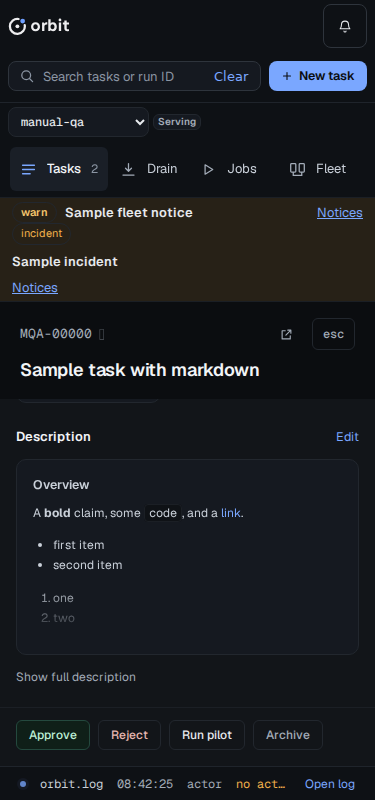 orbit
Search tasks or run ID Clear
+ New task
manual-qa Serving
Tasks 2 Drain Jobs Fleet
warn Sample fleet notice Notices
incident
Sample incident
Notices
MQA-00000 esc
Sample task with markdown
Description Edit
Overview
A bold claim, some code , and a link.
• first item
• second item
1. one
2. two
Show full description
Approve Reject Run pilot Archive
orbit.log 08:42:25 actor no act… Open log